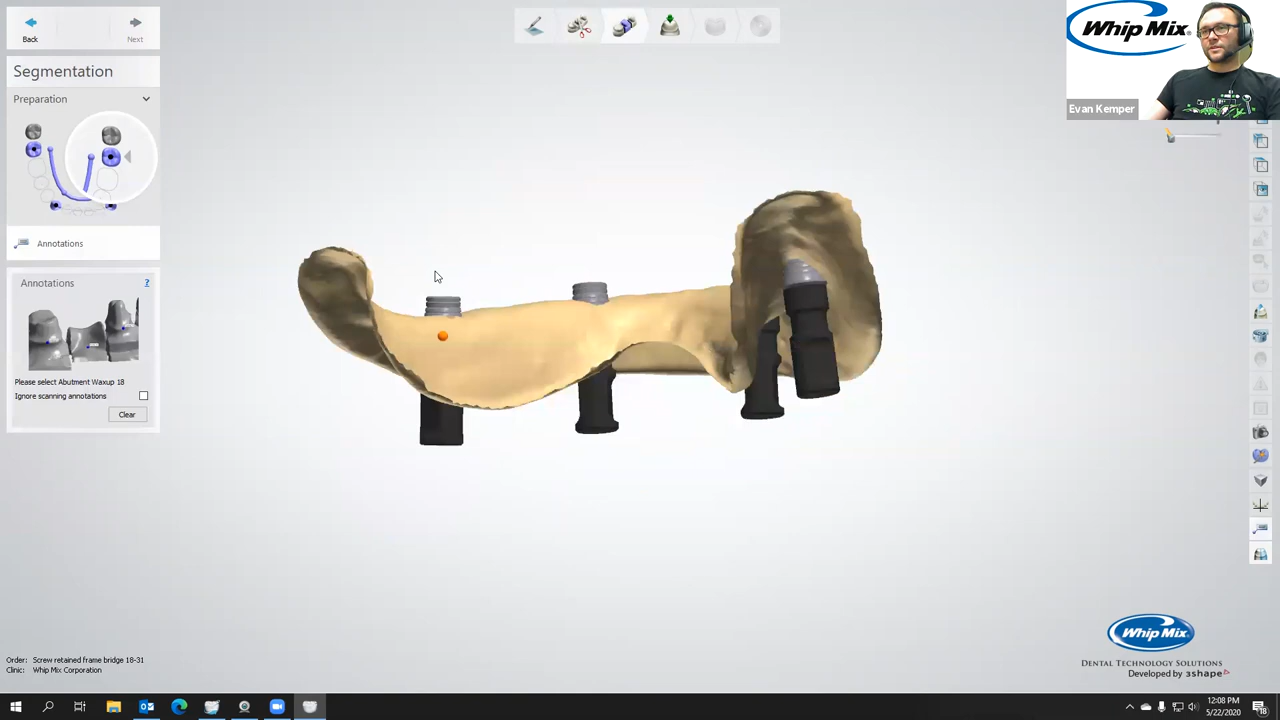 Back
Next
Segmentation
Preparation
Annotations
Annotations
?
Please select Abutment Waxup 18
Ignore scanning annotations
Clear
Whip Mix®
Evan Kemper
Order: Screw retained frame bridge 18-31
Clinic: Whip Mix Corporation
Whip Mix®
DENTAL TECHNOLOGY SOLUTIONS
Developed by 3shape
12:08 PM
5/22/2020
18